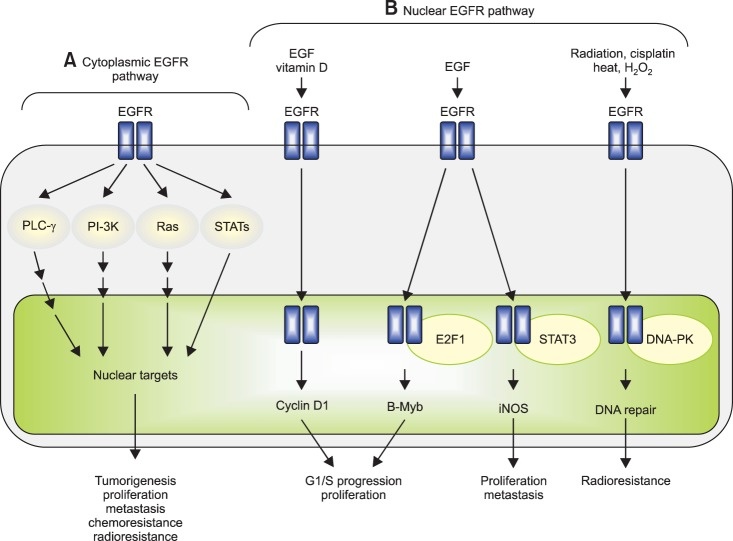 B Nuclear EGFR pathway
A Cytoplasmic EGFR
pathway
EGF
vitamin D
EGF
Radiation, cisplatin
heat, H₂O₂
EGFR
EGFR
EGFR
EGFR
PLC-γ
PI-3K
Ras
STATs
E2F1
STAT3
DNA-PK
Nuclear targets
Cyclin D1
B-Myb
iNOS
DNA repair
Tumorigenesis
proliferation
metastasis
chemoresistance
radioresistance
G1/S progression
proliferation
Proliferation
metastasis
Radioresistance